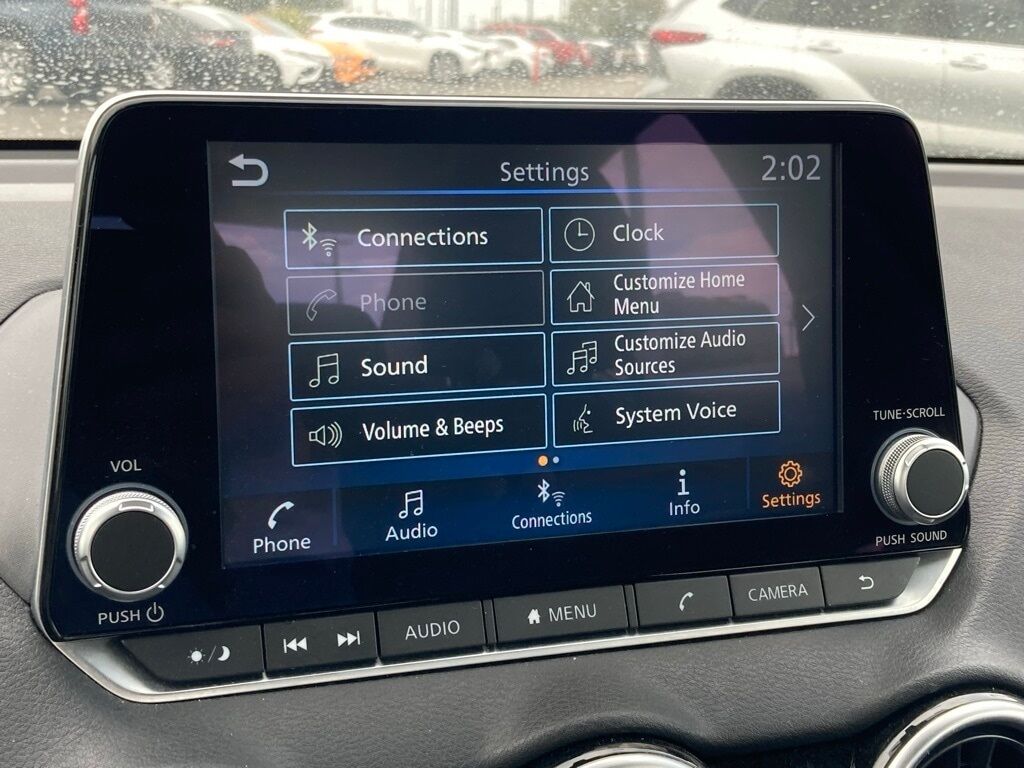 Settings
2:02
Connections
Clock
Phone
Customize Home
Menu
Sound
Customize Audio
Sources
Volume & Beeps
System Voice
Phone
Audio
Connections
Info
Settings
VOL
PUSH
TUNE·SCROLL
PUSH SOUND
AUDIO
MENU
CAMERA